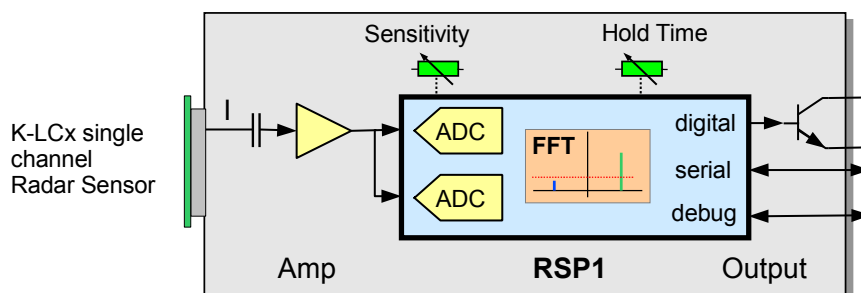 Sensitivity
Hold Time
I
K-LCx single
channel
Radar Sensor
ADC
ADC
FFT
digital
serial
debug
Amp
RSP1
Output